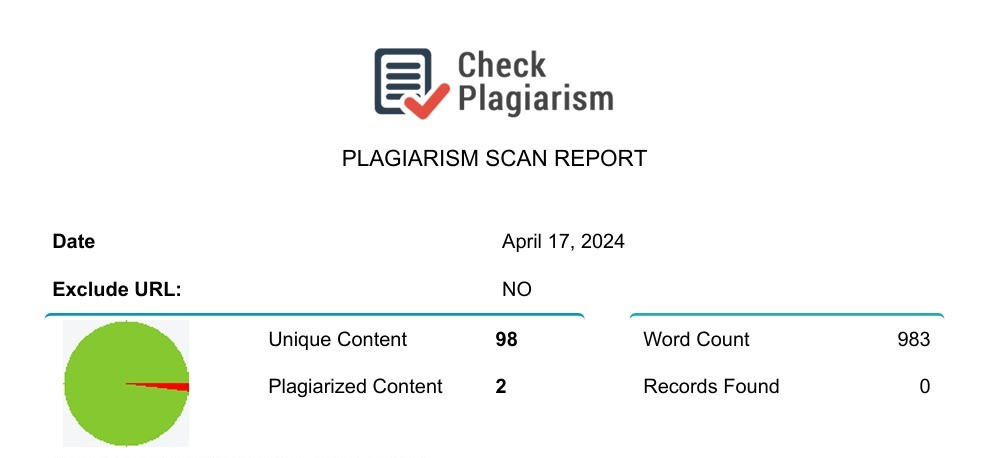 Check
Plagiarism
PLAGIARISM SCAN REPORT
Date April 17, 2024
Exclude URL: NO
Unique Content 98 Word Count 983
Plagiarized Content 2 Records Found 0